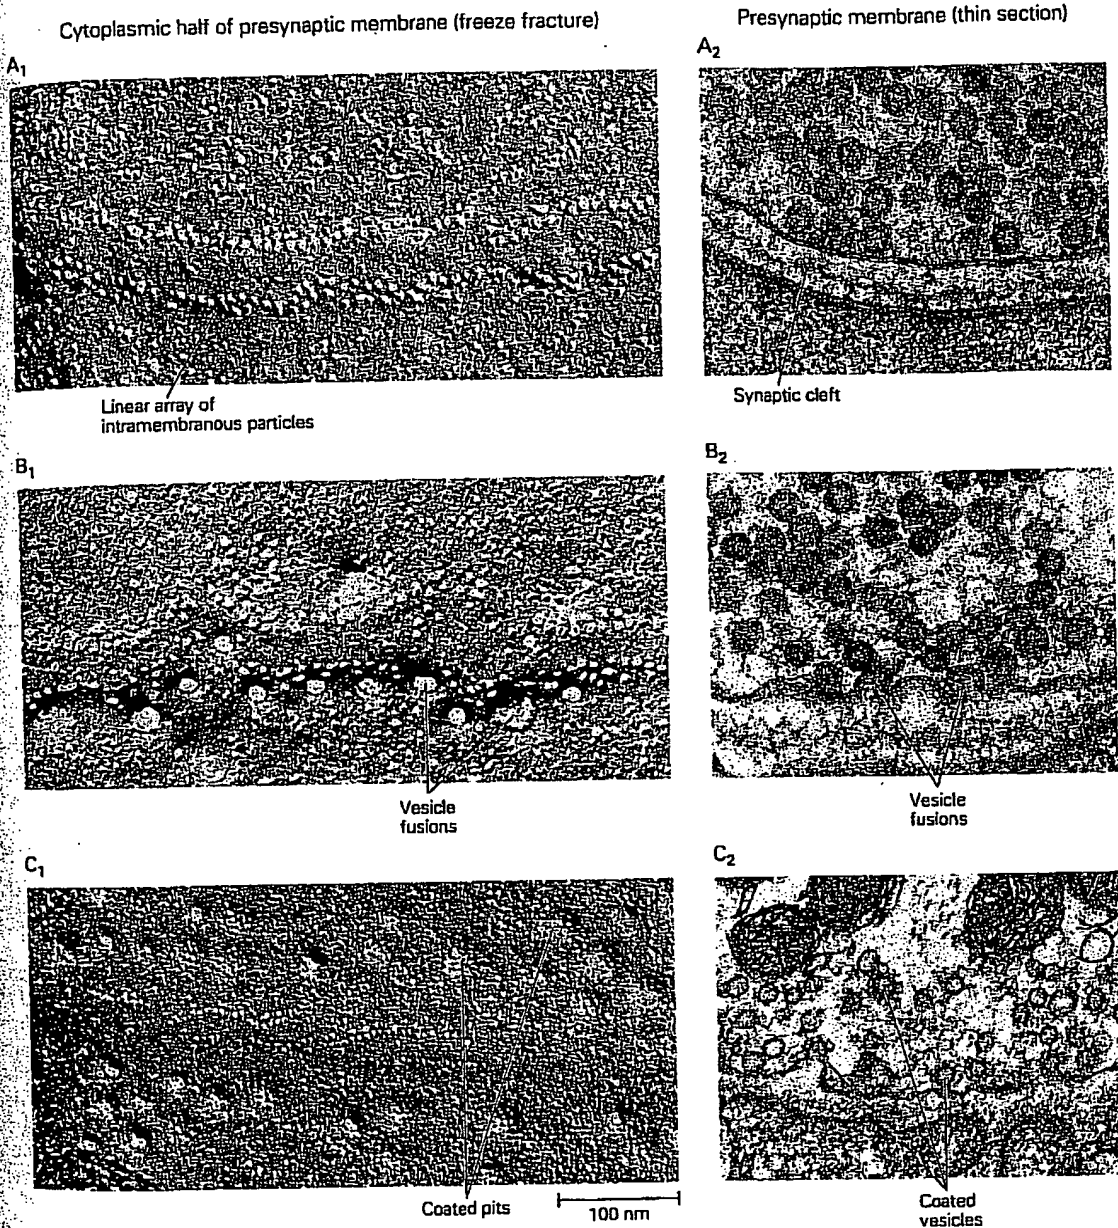 Cytoplasmic half of presynaptic membrane (freeze fracture)
Presynaptic membrane (thin section)
A1
A2
Linear array of
intramembranous particles
Synaptic cleft
B1
B2
Vesicle
fusions
Vesicle
fusions
C1
C2
Coated pits
100 nm
Coated
vesicles